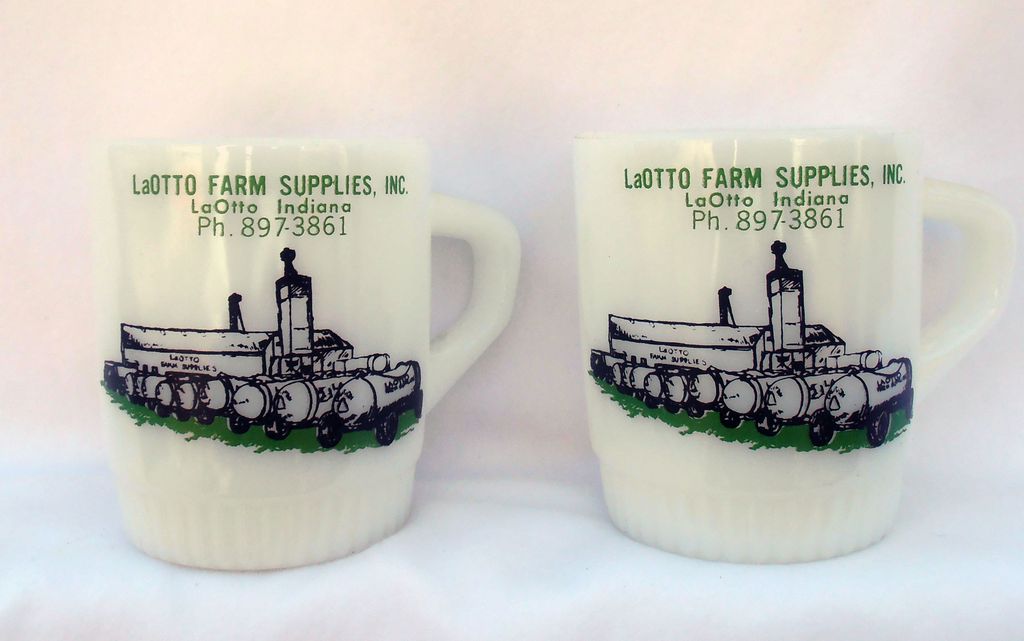 LaOTTO FARM SUPPLIES, INC.
LaOtto Indiana
Ph. 897-3861
LAOTTO
FARM SUPPLIES
LaOTTO FARM SUPPLIES, INC.
LaOtto Indiana
Ph. 897-3861
LAOTTO
FARM SUPPLIES